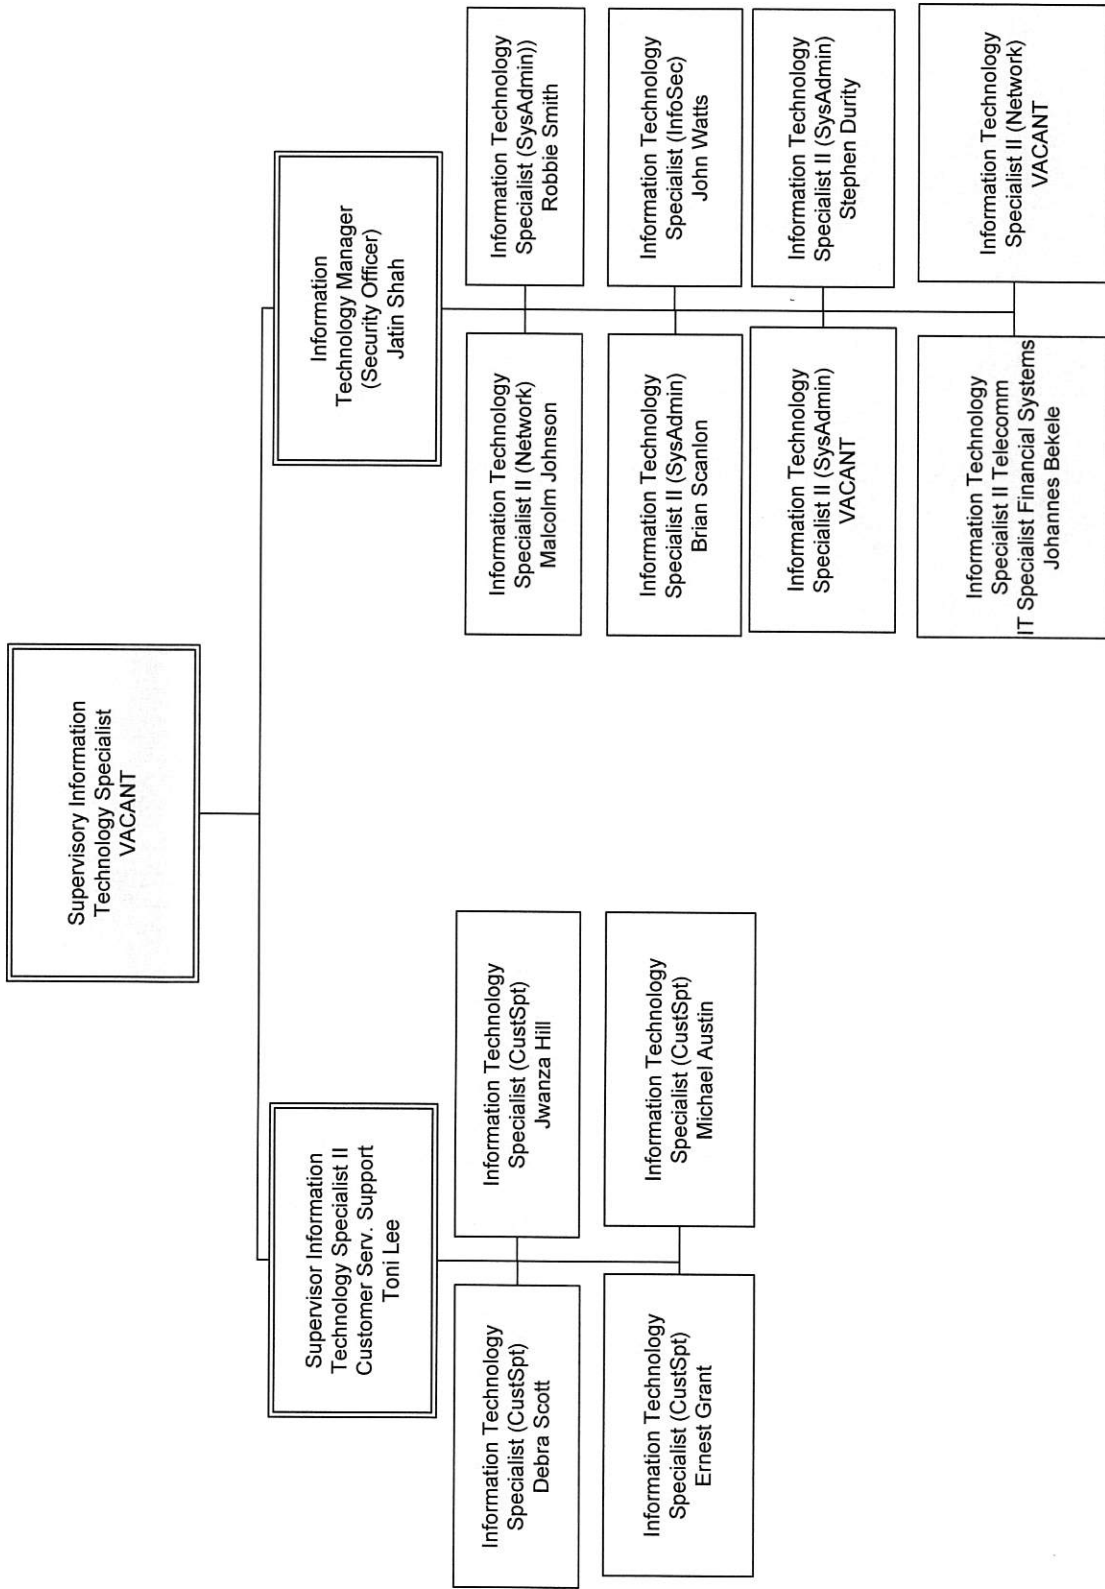 Supervisory Information
Technology Specialist
VACANT
Supervisor Information
Technology Specialist II
Customer Serv. Support
Toni Lee
Information
Technology Manager
(Security Officer)
Jatin Shah
Information Technology
Specialist (CustSpt)
Debra Scott
Information Technology
Specialist (CustSpt)
Jwanza Hill
Information Technology
Specialist (CustSpt)
Ernest Grant
Information Technology
Specialist (CustSpt)
Michael Austin
Information Technology
Specialist II (Network)
Malcolm Johnson
Information Technology
Specialist (SysAdmin))
Robbie Smith
Information Technology
Specialist II (SysAdmin)
Brian Scanlon
Information Technology
Specialist (InfoSec)
John Watts
Information Technology
Specialist II (SysAdmin)
VACANT
Information Technology
Specialist II (SysAdmin)
Stephen Durity
Information Technology
Specialist II Telecomm
IT Specialist Financial Systems
Johannes Bekele
Information Technology
Specialist II (Network)
VACANT